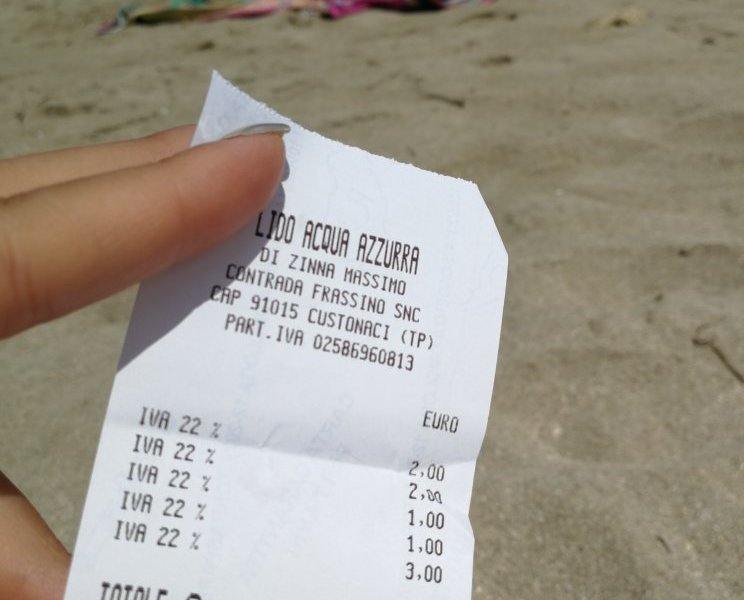 LIDO ACQUA AZZURRA
DI ZINNA MASSIMO
CONTRADA FRASSINO SNC
CAP 91015 CUSTONACI (TP)
PART.IVA 02586960813
EURO
IVA 22 % 2,00
IVA 22 % 2,00
IVA 22 % 1,00
IVA 22 % 1,00
IVA 22 % 3,00
TOTALE